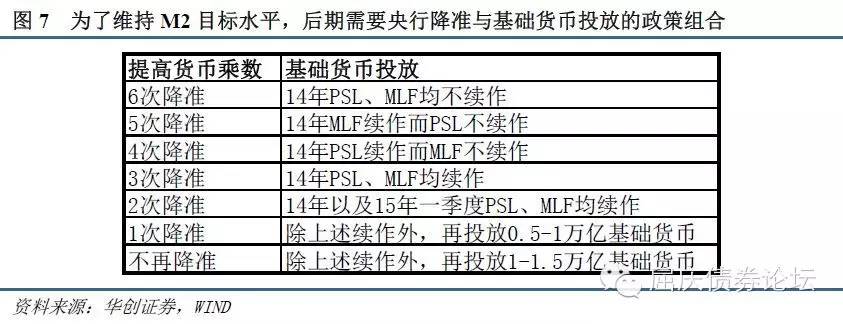 图 7 为了维持 M2 目标水平，后期需要央行降准与基础货币投放的政策组合
提高货币乘数 基础货币投放
6次降准 14年PSL、MLF均不续作
5次降准 14年MLF续作而PSL不续作
4次降准 14年PSL续作而MLF不续作
3次降准 14年PSL、MLF均续作
2次降准 14年以及15年一季度PSL、MLF均续作
1次降准 除上述续作外，再投放0.5-1万亿基础货币
不再降准 除上述续作外，再投放1-1.5万亿基础货币
屈庆债券论坛
资料来源：华创证券，WIND